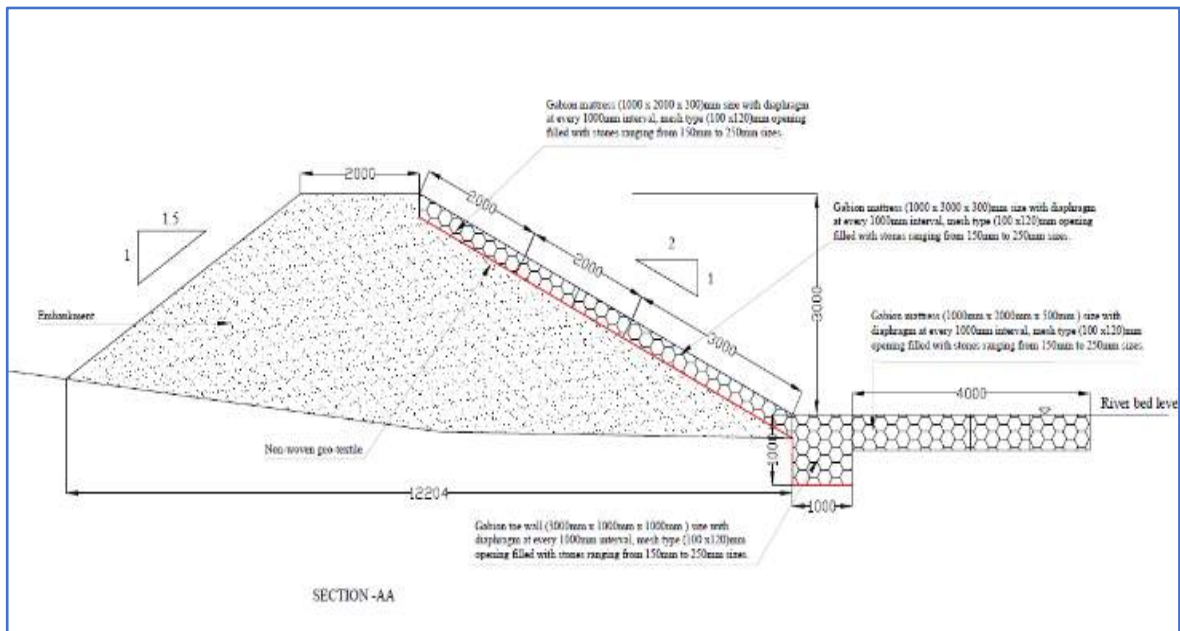 Gabion mattress (1000 x 2000 x 300)mm size with diaphragm
at every 1000mm interval, mesh type (100 x120)mm opening
filled with stones ranging from 150mm to 250mm sizes.
2000
2000
1.5
1
Gabion mattress (1000 x 3000 x 300)mm size with diaphragm
at every 1000mm interval, mesh type (100 x120)mm opening
filled with stones ranging from 150mm to 250mm sizes.
2000
2
1
3000
3000
Embankment
Gabion mattress (1000mm x 2000mm x 500mm ) size with
diaphragm at every 1000mm interval, mesh type (100 x120)mm
opening filled with stones ranging from 150mm to 250mm sizes.
4000
River bed leve
Non-woven geo-textile
1000
12204
1000
Gabion toe wall (3000mm x 1000mm x 1000mm ) size with
diaphragm at every 1000mm interval, mesh type (100 x120)mm
opening filled with stones ranging from 150mm to 250mm sizes.
SECTION -AA